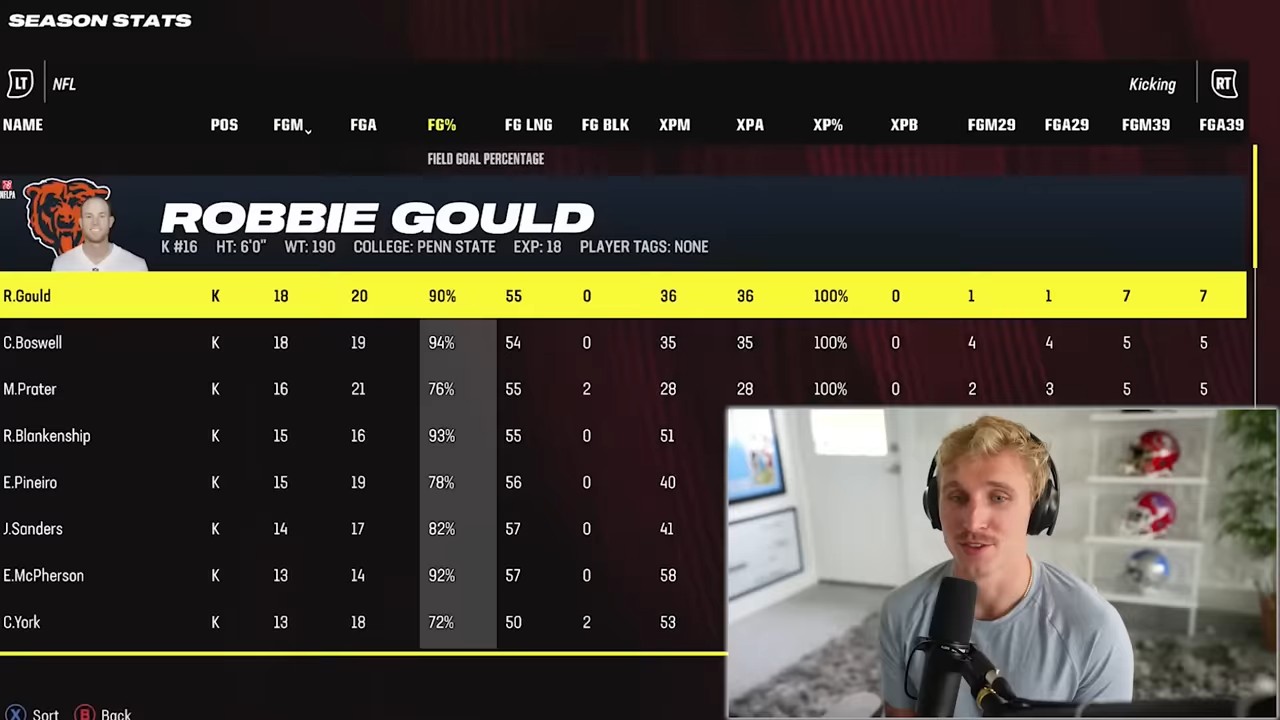 SEASON STATS
LT NFL Kicking RT
NAME POS FGM FGA FG% FG LNG FG BLK XPM XPA XP% XPB FGM29 FGA29 FGM39 FGA39
FIELD GOAL PERCENTAGE
NFLPA
ROBBIE GOULD
K #16 HT: 6'0" WT: 190 COLLEGE: PENN STATE EXP: 18 PLAYER TAGS: NONE
R.Gould K 18 20 90% 55 0 36 36 100% 0 1 1 7 7
C.Boswell K 18 19 94% 54 0 35 35 100% 0 4 4 5 5
M.Prater K 16 21 76% 55 2 28 28 100% 0 2 3 5 5
R.Blankenship K 15 16 93% 55 0 51
E.Pineiro K 15 19 78% 56 0 40
J.Sanders K 14 17 82% 57 0 41
E.McPherson K 13 14 92% 57 0 58
C.York K 13 18 72% 50 2 53
X Sort B Back